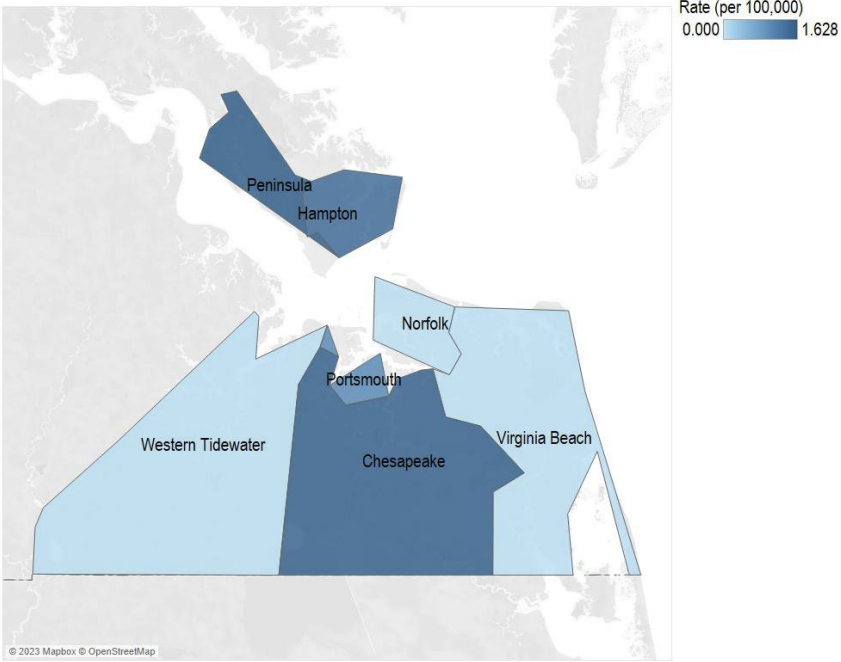 Rate (per 100,000)
0.000 1.628
Peninsula
Hampton
Norfolk
Portsmouth
Western Tidewater
Virginia Beach
Chesapeake
© 2023 Mapbox © OpenStreetMap